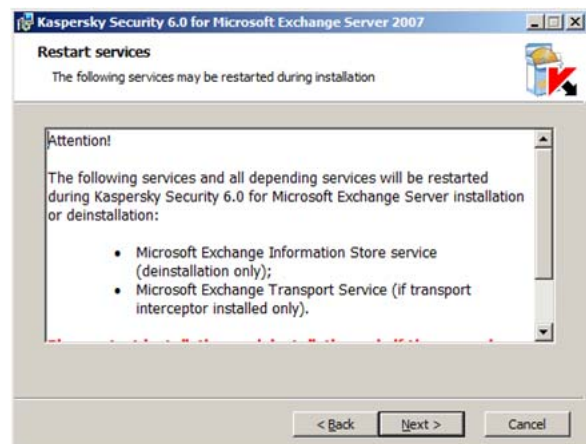 Kaspersky Security 6.0 for Microsoft Exchange Server 2007
Restart services
The following services may be restarted during installation
Attention!
The following services and all depending services will be restarted
during Kaspersky Security 6.0 for Microsoft Exchange Server installation
or deinstallation:
• Microsoft Exchange Information Store service
(deinstallation only);
• Microsoft Exchange Transport Service (if transport
interceptor installed only).
< Back
Next >
Cancel